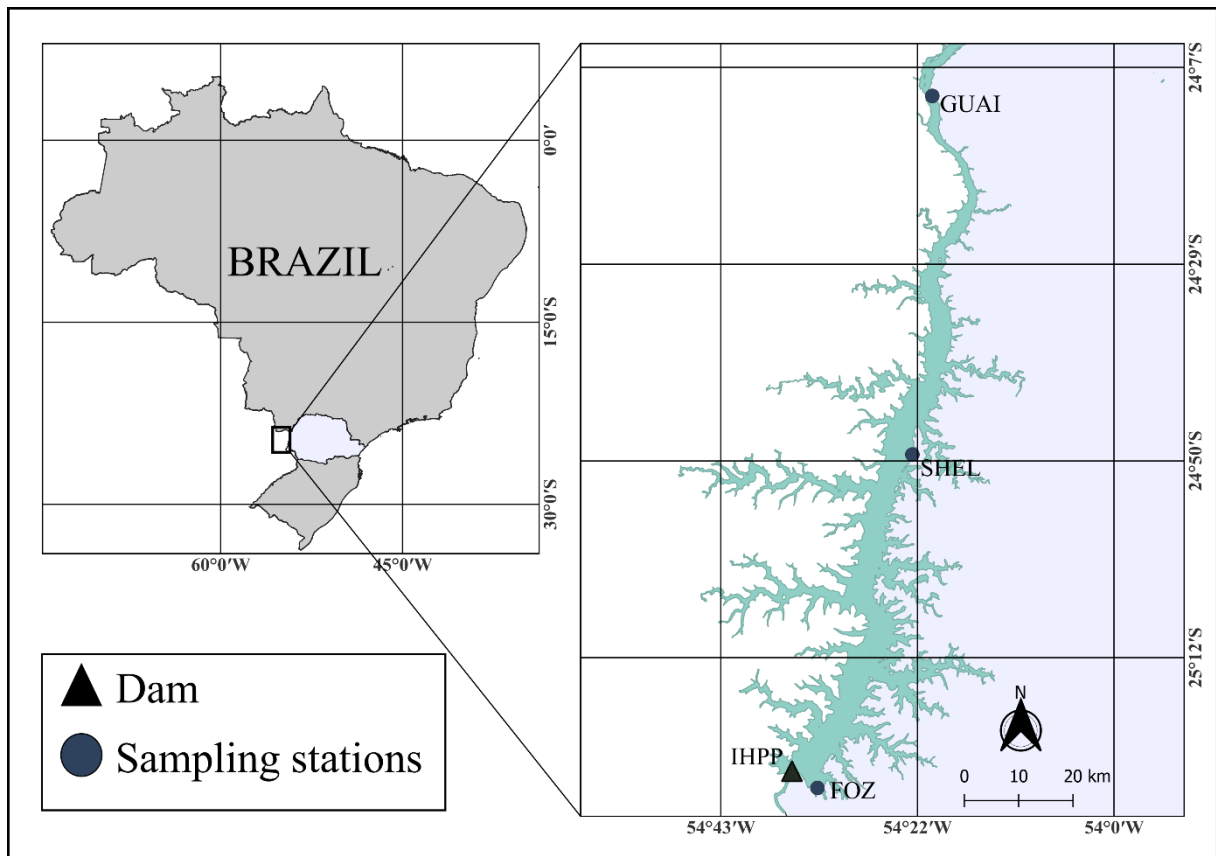 BRAZIL
0°0′
15°0′S
30°0′S
60°0′W
45°0′W
Dam
Sampling stations
GUAI
SHEL
IHPP
FOZ
N
0 10 20 km
24°7′S
24°29′S
24°50′S
25°12′S
54°43′W
54°22′W
54°0′W